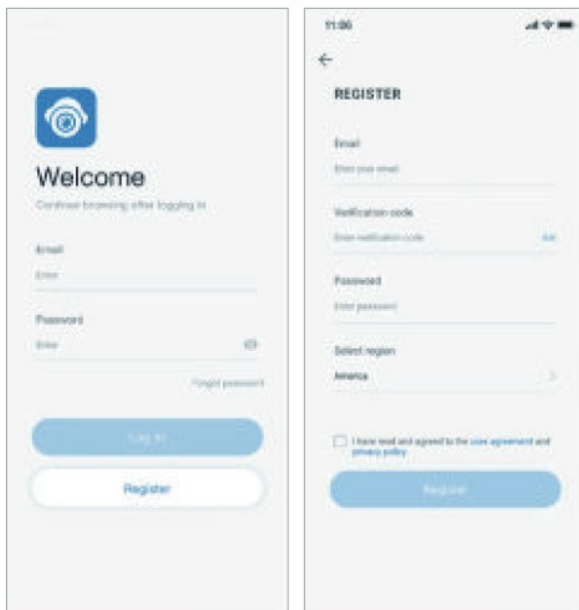 Welcome
Continue browsing after logging in
Email
Enter
Password
Enter
Forgot password
Log in
Register
11:06
REGISTER
Email
Enter your email
Verification code
Enter verification code
Password
Enter password
Select region
America
I have read and agreed to the user agreement and
privacy policy
Register